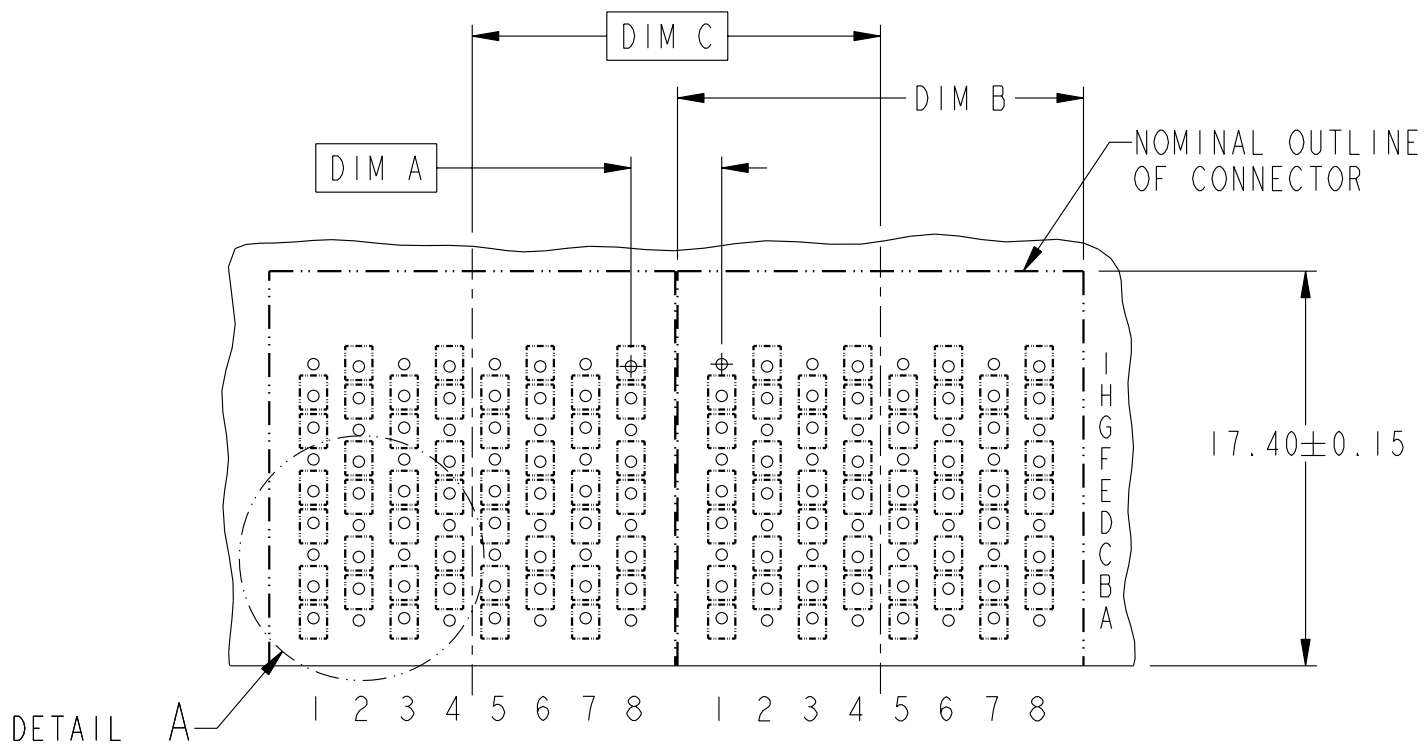 DIM C
DIM B
DIM A
NOMINAL OUTLINE
OF CONNECTOR
I
H
G
F
E
D
C
B
A
17.40±0.15
1 2 3 4 5 6 7 8
1 2 3 4 5 6 7 8
DETAIL A